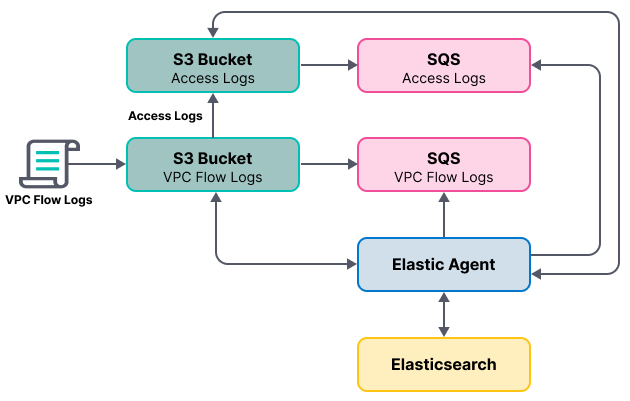 S3 Bucket
Access Logs
SQS
Access Logs
Access Logs
S3 Bucket
VPC Flow Logs
SQS
VPC Flow Logs
VPC Flow Logs
Elastic Agent
Elasticsearch